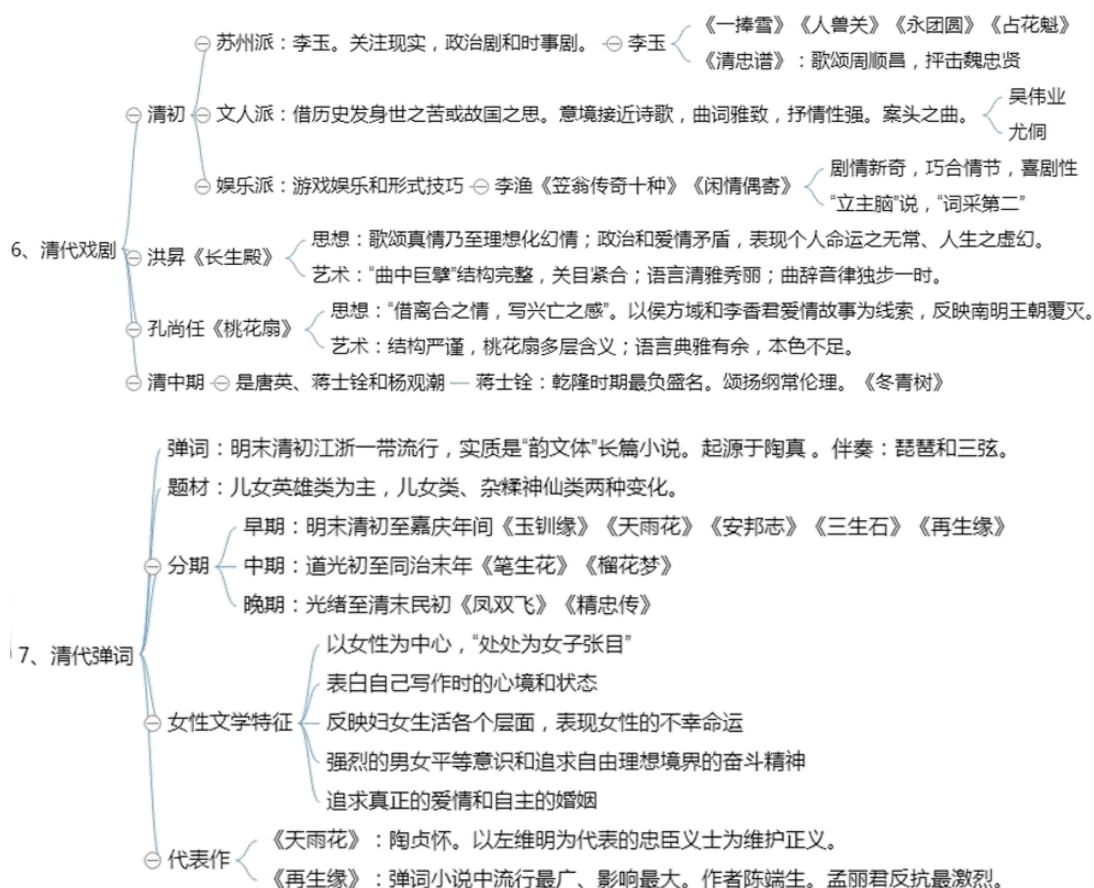 苏州派：李玉。关注现实，政治剧和时事剧。
李玉
《一捧雪》《人兽关》《永团圆》《占花魁》
《清忠谱》：歌颂周顺昌，抨击魏忠贤
清初
文人派：借历史发身世之苦或故国之思。意境接近诗歌，曲词雅致，抒情性强。案头之曲。
吴伟业
尤侗
娱乐派：游戏娱乐和形式技巧
李渔《笠翁传奇十种》《闲情偶寄》
剧情新奇，巧合情节，喜剧性
“立主脑”说，“词采第二”
6、清代戏剧
洪昇《长生殿》
思想：歌颂真情乃至理想化幻情；政治和爱情矛盾，表现个人命运之无常、人生之虚幻。
艺术：“曲中巨擘”结构完整，关目紧合；语言清雅秀丽；曲辞音律独步一时。
孔尚任《桃花扇》
思想：“借离合之情，写兴亡之感”。以侯方域和李香君爱情故事为线索，反映南明王朝覆灭。
艺术：结构严谨，桃花扇多层含义；语言典雅有余，本色不足。
清中期
是唐英、蒋士铨和杨观潮
蒋士铨：乾隆时期最负盛名。颂扬纲常伦理。《冬青树》
弹词：明末清初江浙一带流行，实质是“韵文体”长篇小说。起源于陶真 。伴奏：琵琶和三弦。
题材：儿女英雄类为主，儿女类、杂糅神仙类两种变化。
分期
早期：明末清初至嘉庆年间《玉钏缘》《天雨花》《安邦志》《三生石》《再生缘》
中期：道光初至同治末年《笔生花》《榴花梦》
晚期：光绪至清末民初《凤双飞》《精忠传》
7、清代弹词
女性文学特征
以女性为中心，“处处为女子张目”
表白自己写作时的心境和状态
反映妇女生活各个层面，表现女性的不幸命运
强烈的男女平等意识和追求自由理想境界的奋斗精神
追求真正的爱情和自主的婚姻
代表作
《天雨花》：陶贞怀。以左维明为代表的忠臣义士为维护正义。
《再生缘》：弹词小说中流行最广、影响最大。作者陈端生。孟丽君反抗最激烈。